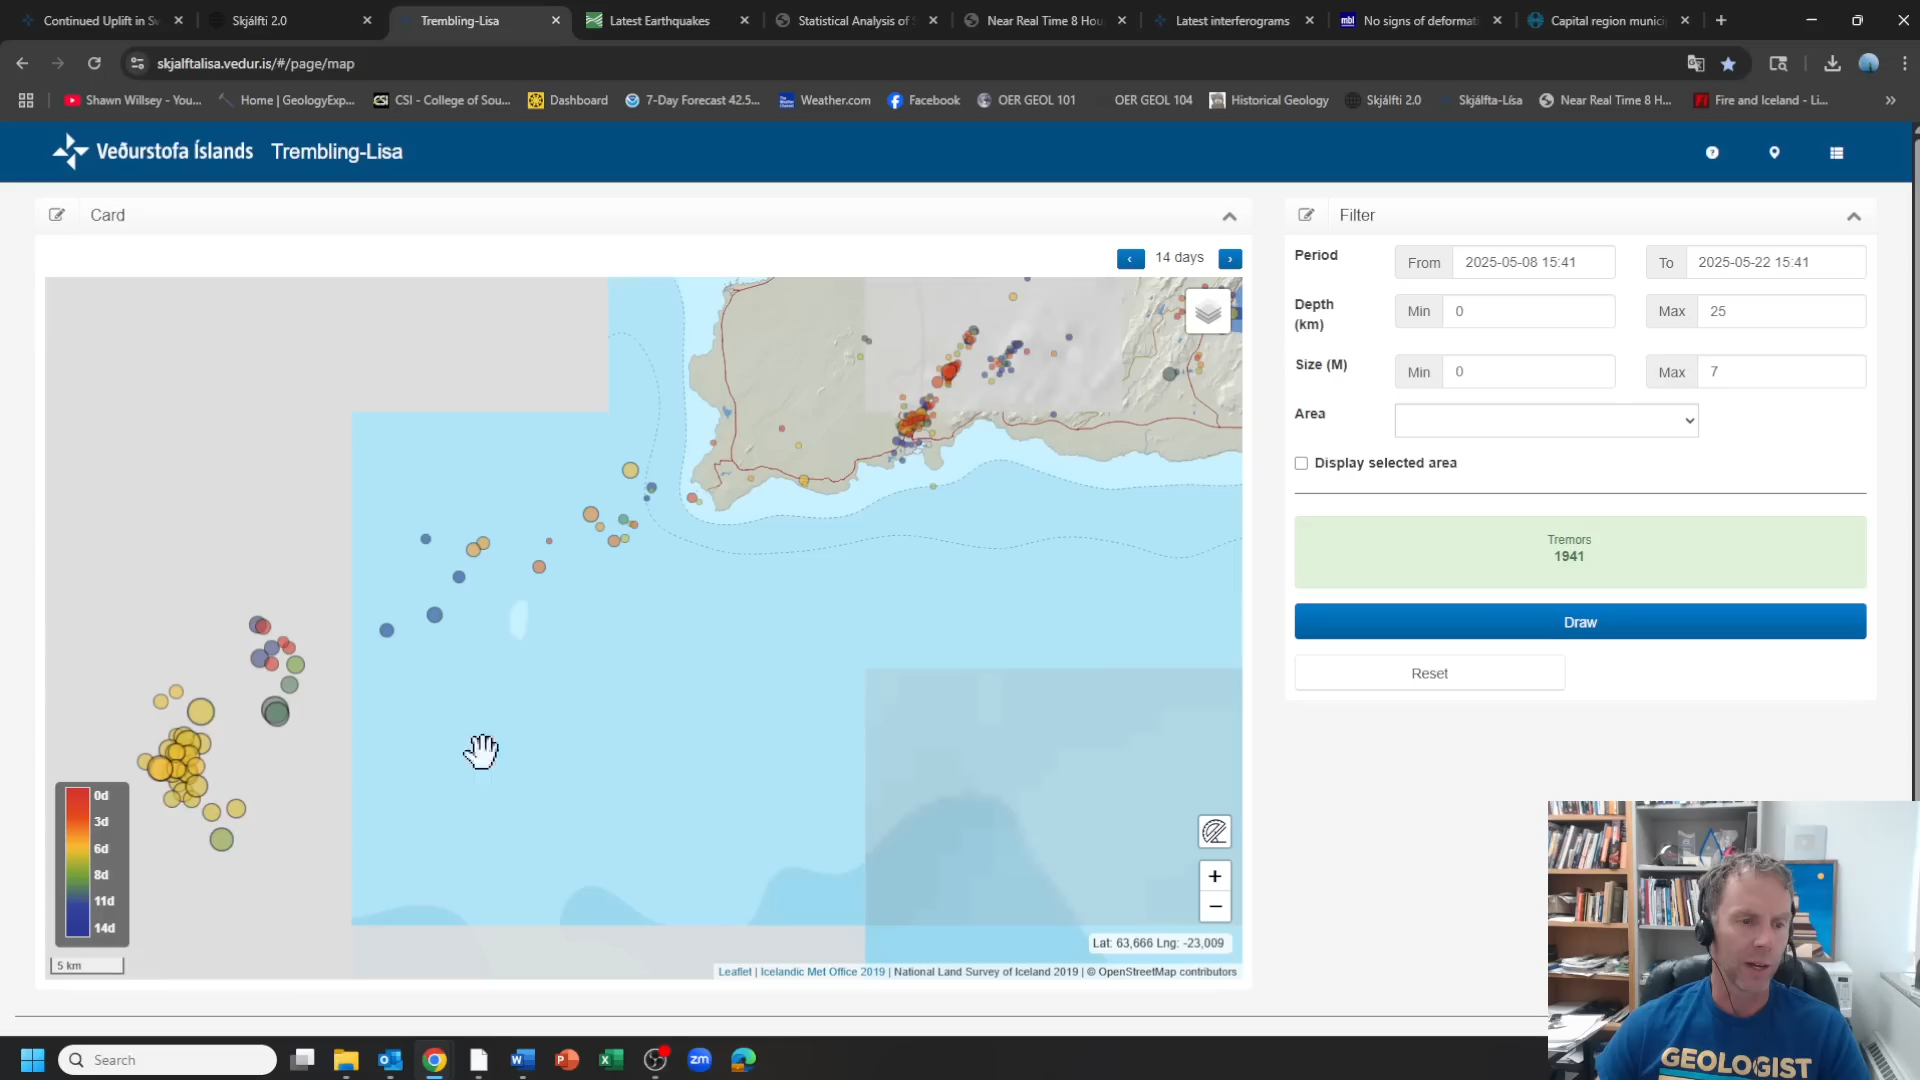 Continued Uplift in Sv
Skjálfti 2.0
Trembling-Lisa
Latest Earthquakes
Statistical Analysis of S
Near Real Time 8 Hou
Latest interferograms
mbl
No signs of deformati
Capital region munici
skjalftalisa.vedur.is/#/page/map
Shawn Willsey - You...
Home | GeologyExp...
CSI
CSI - College of Sou...
Dashboard
7-Day Forecast 42.5...
Weather.com
Facebook
OER GEOL 101
OER GEOL 104
Historical Geology
Skjálfti 2.0
Skjálfta-Lísa
Near Real Time 8 H...
Fire and Iceland - Li...
Veðurstofa Íslands
Trembling-Lisa
Card
Filter
‹ 14 days ›
Period
From 2025-05-08 15:41
To 2025-05-22 15:41
Depth
(km)
Min 0
Max 25
Size (M)
Min 0
Max 7
Area
Display selected area
Tremors
1941
Draw
Reset
0d
3d
6d
8d
11d
14d
5 km
+
−
Lat: 63,666 Lng: -23,009
Leaflet | Icelandic Met Office 2019 | National Land Survey of Iceland 2019 | © OpenStreetMap contributors
Search
zm
GEOLOGIST